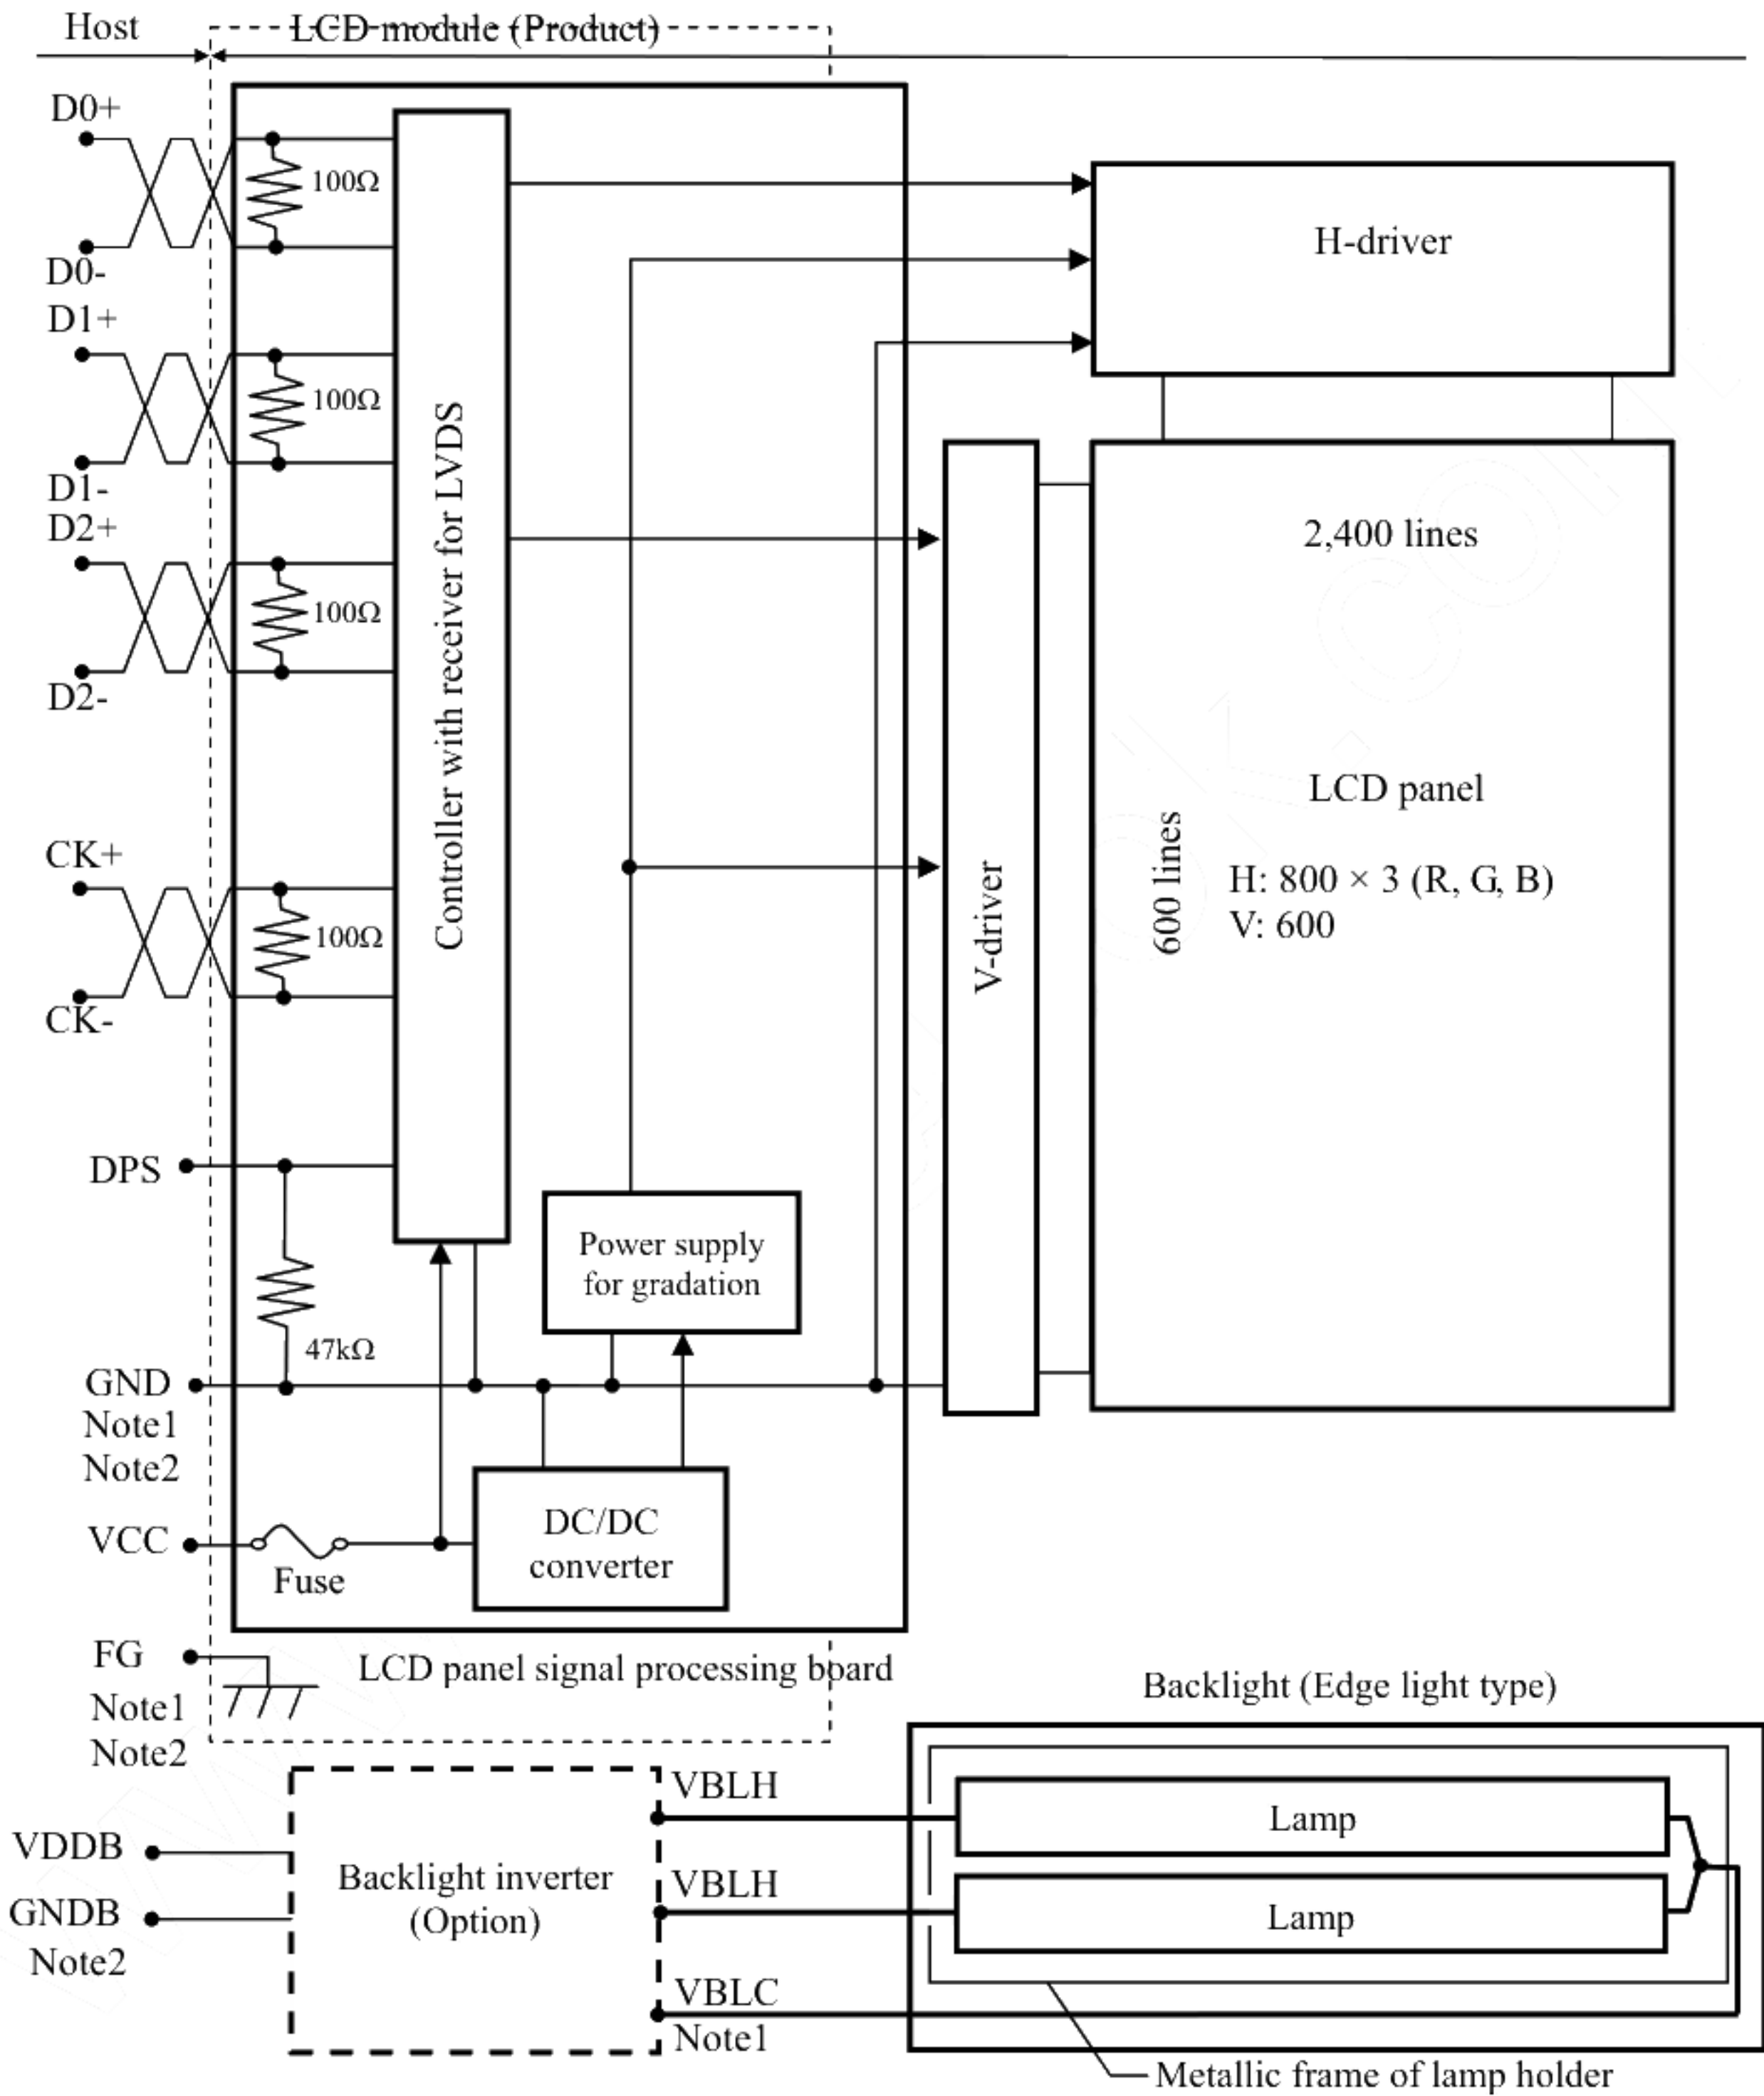 Host
LCD module (Product)
D0+
100Ω
D0-
D1+
100Ω
D1-
D2+
100Ω
D2-
CK+
100Ω
CK-
Controller with receiver for LVDS
H-driver
2,400 lines
LCD panel
600 lines
H: 800 × 3 (R, G, B)
V: 600
V-driver
DPS
Power supply
for gradation
47kΩ
GND
Note1
Note2
VCC
Fuse
DC/DC
converter
FG
Note1
Note2
LCD panel signal processing board
Backlight (Edge light type)
VBLH
Lamp
VDDB
Backlight inverter
(Option)
VBLH
Lamp
GNDB
Note2
VBLC
Note1
Metallic frame of lamp holder